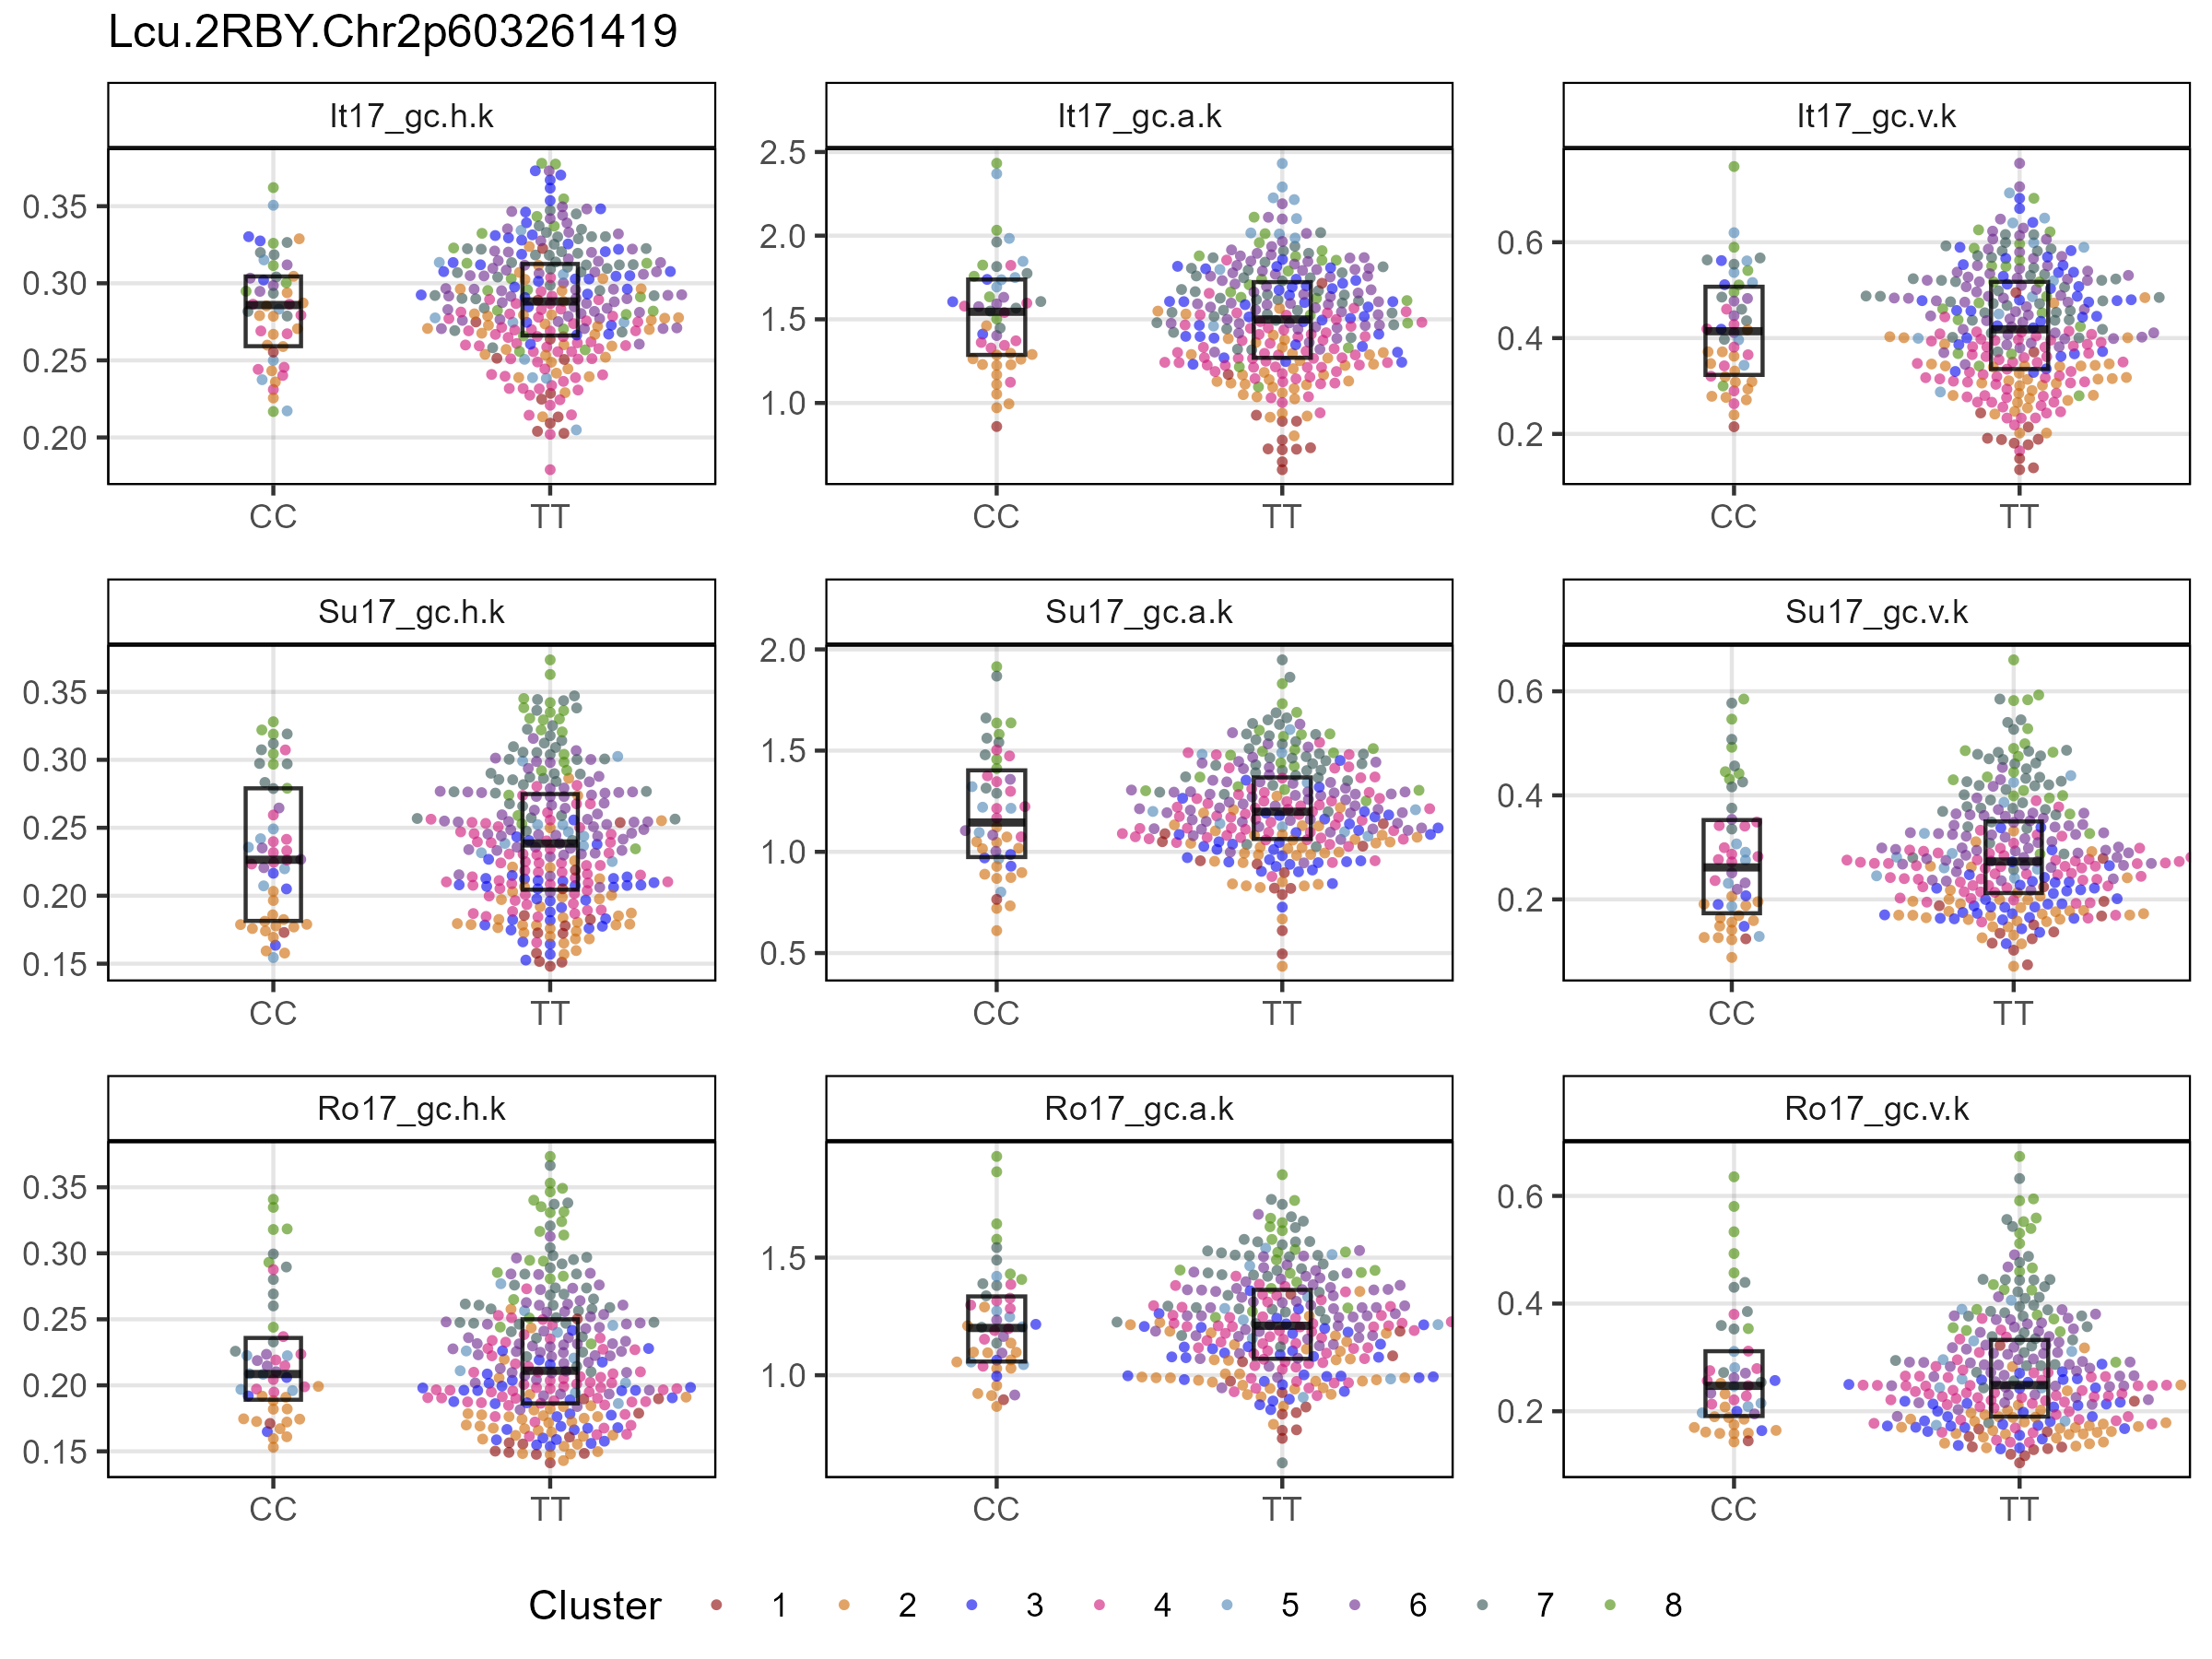 Lcu.2RBY.Chr2p603261419
It17_gc.h.k
It17_gc.a.k
It17_gc.v.k
0.35
0.30
0.25
0.20
CC
TT
2.5
2.0
1.5
1.0
CC
TT
0.6
0.4
0.2
CC
TT
Su17_gc.h.k
Su17_gc.a.k
Su17_gc.v.k
0.35
0.30
0.25
0.20
0.15
CC
TT
2.0
1.5
1.0
0.5
CC
TT
0.6
0.4
0.2
CC
TT
Ro17_gc.h.k
Ro17_gc.a.k
Ro17_gc.v.k
0.35
0.30
0.25
0.20
0.15
CC
TT
1.5
1.0
CC
TT
0.6
0.4
0.2
CC
TT
Cluster 1 2 3 4 5 6 7 8